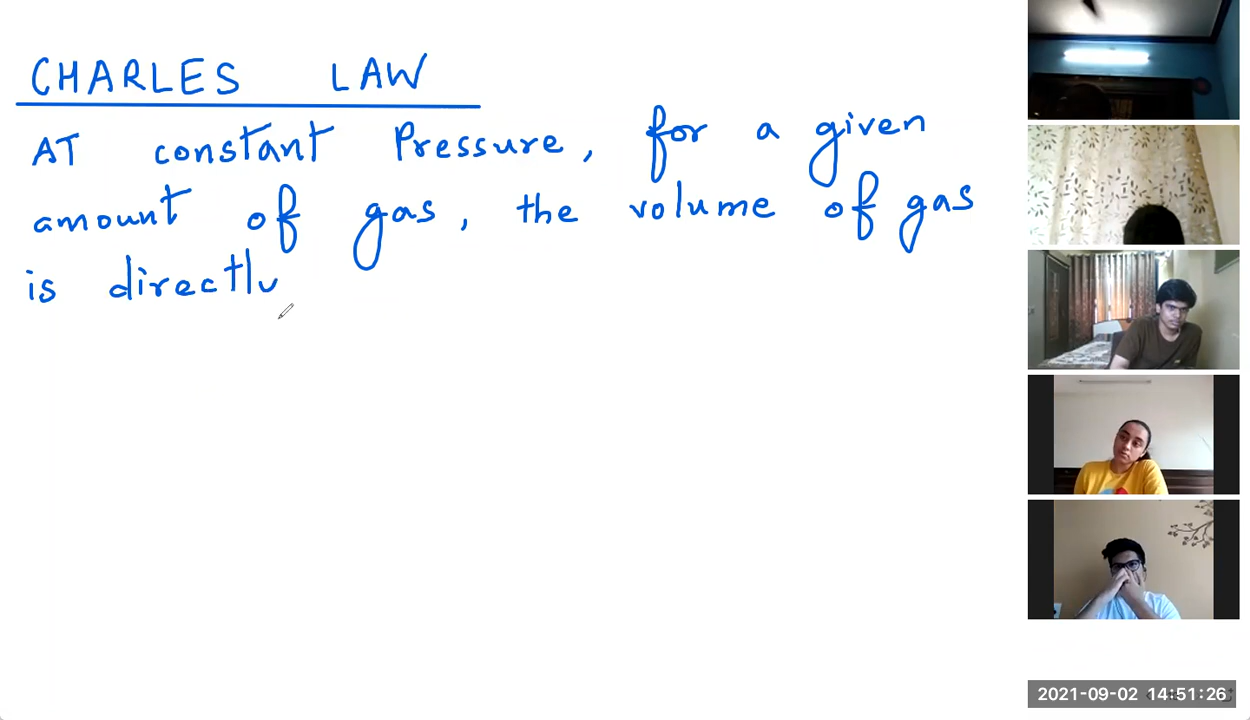 CHARLES LAW
AT constant Pressure, for a given
amount of gas, the volume of gas
is directly
2021-09-02 14:51:26